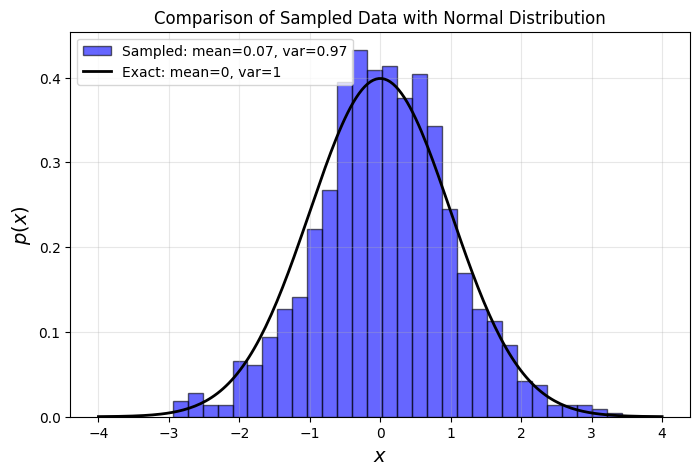 Comparison of Sampled Data with Normal Distribution
Sampled: mean=0.07, var=0.97
Exact: mean=0, var=1
p(x)
0.4
0.3
0.2
0.1
0.0
−4 −3 −2 −1 0 1 2 3 4
x